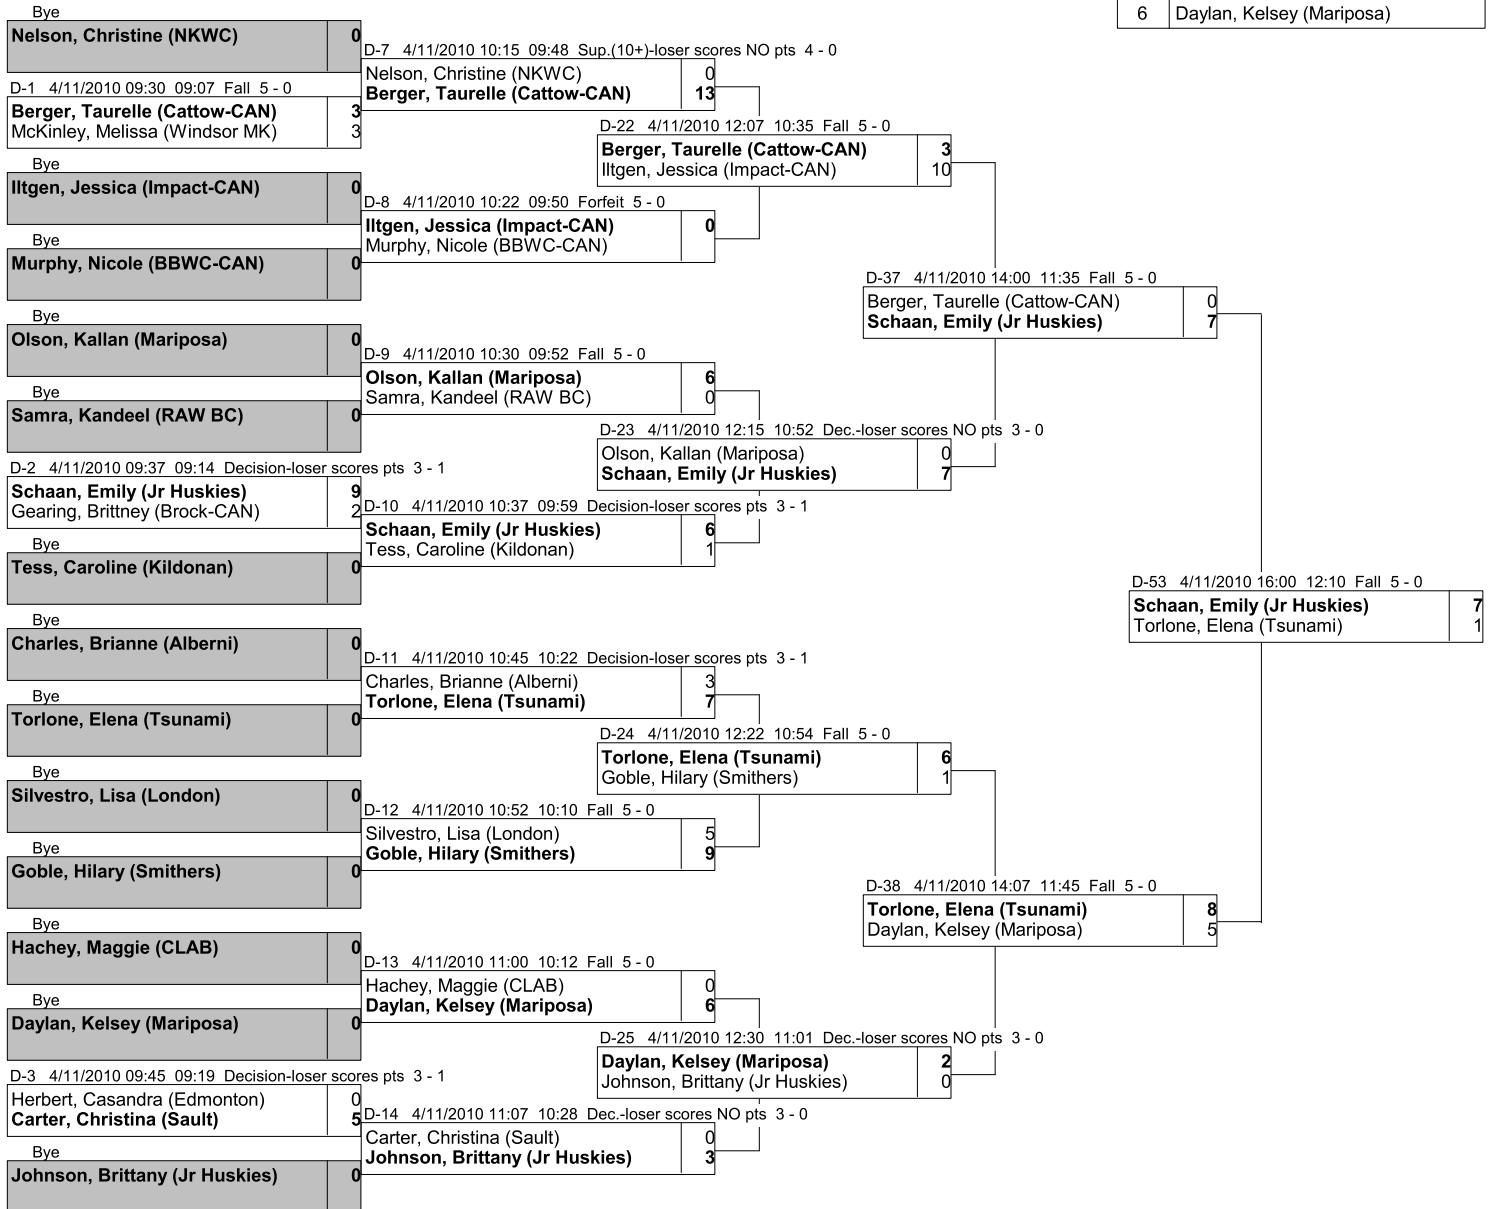 6 Daylan, Kelsey (Mariposa)
Bye
Nelson, Christine (NKWC) 0
D-1 4/11/2010 09:30 09:07 Fall 5 - 0
Berger, Taurelle (Cattow-CAN) 3
McKinley, Melissa (Windsor MK) 3
Bye
Iltgen, Jessica (Impact-CAN) 0
Bye
Murphy, Nicole (BBWC-CAN) 0
Bye
Olson, Kallan (Mariposa) 0
Bye
Samra, Kandeel (RAW BC) 0
D-2 4/11/2010 09:37 09:14 Decision-loser scores pts 3 - 1
Schaan, Emily (Jr Huskies) 9
Gearing, Brittney (Brock-CAN) 2
Bye
Tess, Caroline (Kildonan) 0
Bye
Charles, Brianne (Alberni) 0
Bye
Torlone, Elena (Tsunami) 0
Bye
Silvestro, Lisa (London) 0
Bye
Goble, Hilary (Smithers) 0
Bye
Hachey, Maggie (CLAB) 0
Bye
Daylan, Kelsey (Mariposa) 0
D-3 4/11/2010 09:45 09:19 Decision-loser scores pts 3 - 1
Herbert, Casandra (Edmonton) 0
Carter, Christina (Sault) 5
Bye
Johnson, Brittany (Jr Huskies) 0
D-7 4/11/2010 10:15 09:48 Sup.(10+)-loser scores NO pts 4 - 0
Nelson, Christine (NKWC) 0
Berger, Taurelle (Cattow-CAN) 13
D-8 4/11/2010 10:22 09:50 Forfeit 5 - 0
Iltgen, Jessica (Impact-CAN) 0
Murphy, Nicole (BBWC-CAN)
D-9 4/11/2010 10:30 09:52 Fall 5 - 0
Olson, Kallan (Mariposa) 6
Samra, Kandeel (RAW BC) 0
D-10 4/11/2010 10:37 09:59 Decision-loser scores pts 3 - 1
Schaan, Emily (Jr Huskies) 6
Tess, Caroline (Kildonan) 1
D-11 4/11/2010 10:45 10:22 Decision-loser scores pts 3 - 1
Charles, Brianne (Alberni) 3
Torlone, Elena (Tsunami) 7
D-12 4/11/2010 10:52 10:10 Fall 5 - 0
Silvestro, Lisa (London) 5
Goble, Hilary (Smithers) 9
D-13 4/11/2010 11:00 10:12 Fall 5 - 0
Hachey, Maggie (CLAB) 0
Daylan, Kelsey (Mariposa) 6
D-14 4/11/2010 11:07 10:28 Dec.-loser scores NO pts 3 - 0
Carter, Christina (Sault) 0
Johnson, Brittany (Jr Huskies) 3
D-22 4/11/2010 12:07 10:35 Fall 5 - 0
Berger, Taurelle (Cattow-CAN) 3
Iltgen, Jessica (Impact-CAN) 10
D-23 4/11/2010 12:15 10:52 Dec.-loser scores NO pts 3 - 0
Olson, Kallan (Mariposa) 0
Schaan, Emily (Jr Huskies) 7
D-24 4/11/2010 12:22 10:54 Fall 5 - 0
Torlone, Elena (Tsunami) 6
Goble, Hilary (Smithers) 1
D-25 4/11/2010 12:30 11:01 Dec.-loser scores NO pts 3 - 0
Daylan, Kelsey (Mariposa) 2
Johnson, Brittany (Jr Huskies) 0
D-37 4/11/2010 14:00 11:35 Fall 5 - 0
Berger, Taurelle (Cattow-CAN) 0
Schaan, Emily (Jr Huskies) 7
D-38 4/11/2010 14:07 11:45 Fall 5 - 0
Torlone, Elena (Tsunami) 8
Daylan, Kelsey (Mariposa) 5
D-53 4/11/2010 16:00 12:10 Fall 5 - 0
Schaan, Emily (Jr Huskies) 7
Torlone, Elena (Tsunami) 1